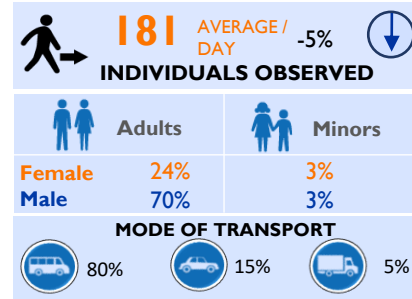 181 AVERAGE / DAY -5%
INDIVIDUALS OBSERVED
Adults Minors
Female 24% 3%
Male 70% 3%
MODE OF TRANSPORT
80% 15% 5%